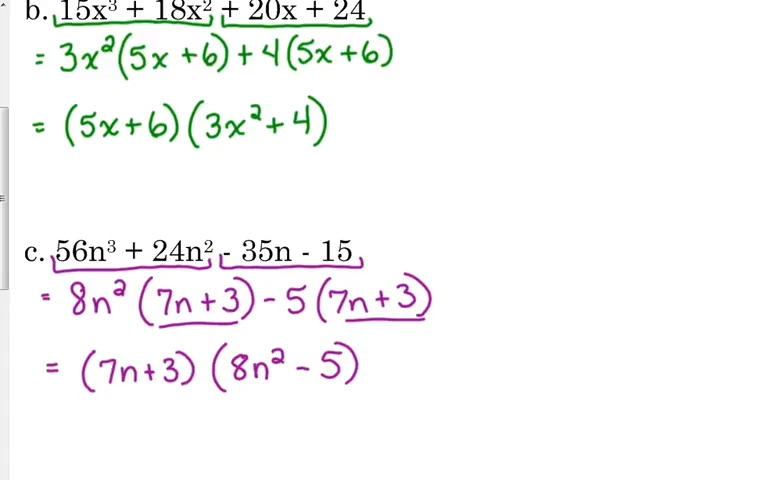 b. 15x³ + 18x² + 20x + 24
= 3x²(5x + 6) + 4(5x + 6)
= (5x + 6)(3x² + 4)
c. 56n³ + 24n² - 35n - 15
= 8n² (7n + 3) - 5 (7n + 3)
= (7n + 3) (8n² - 5)